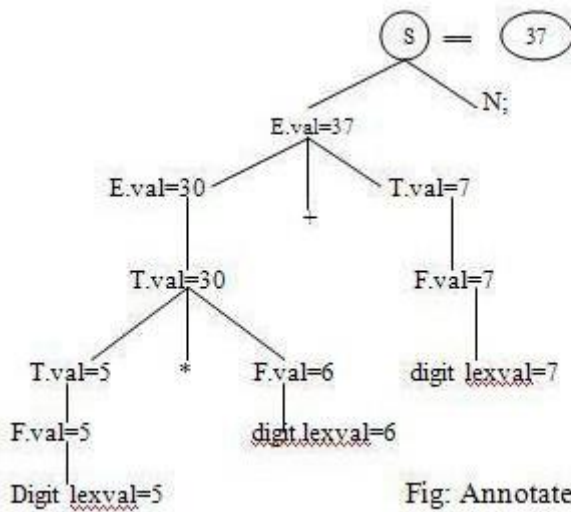 S = 37
N;
E.val=37
E.val=30 + T.val=7
T.val=30 F.val=7
T.val=5 * F.val=6 digit lexval=7
F.val=5 digit.lexval=6
Digit lexval=5 Fig: Annotate